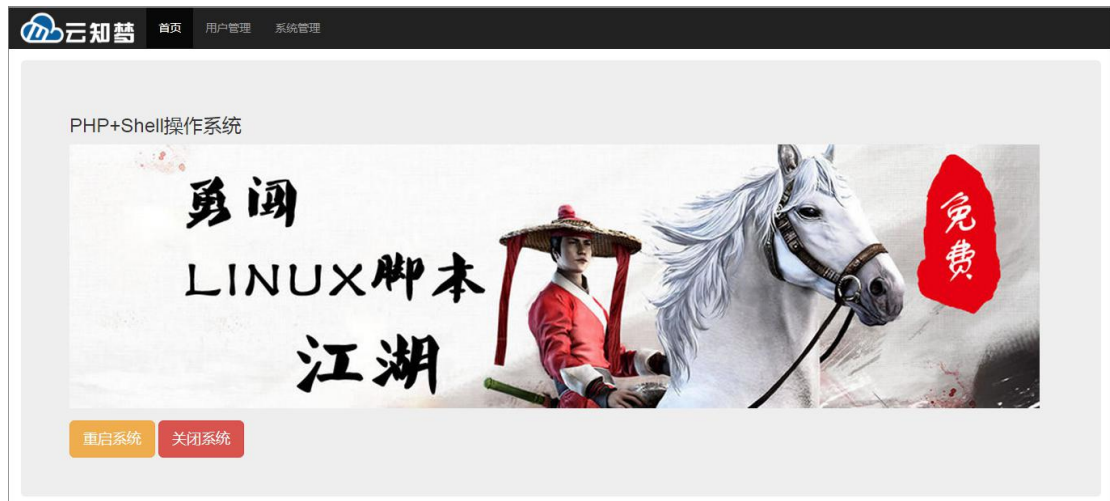 云知梦 首页 用户管理 系统管理
PHP+Shell操作系统
勇闯
LINUX脚本
江湖
免费
重启系统 关闭系统